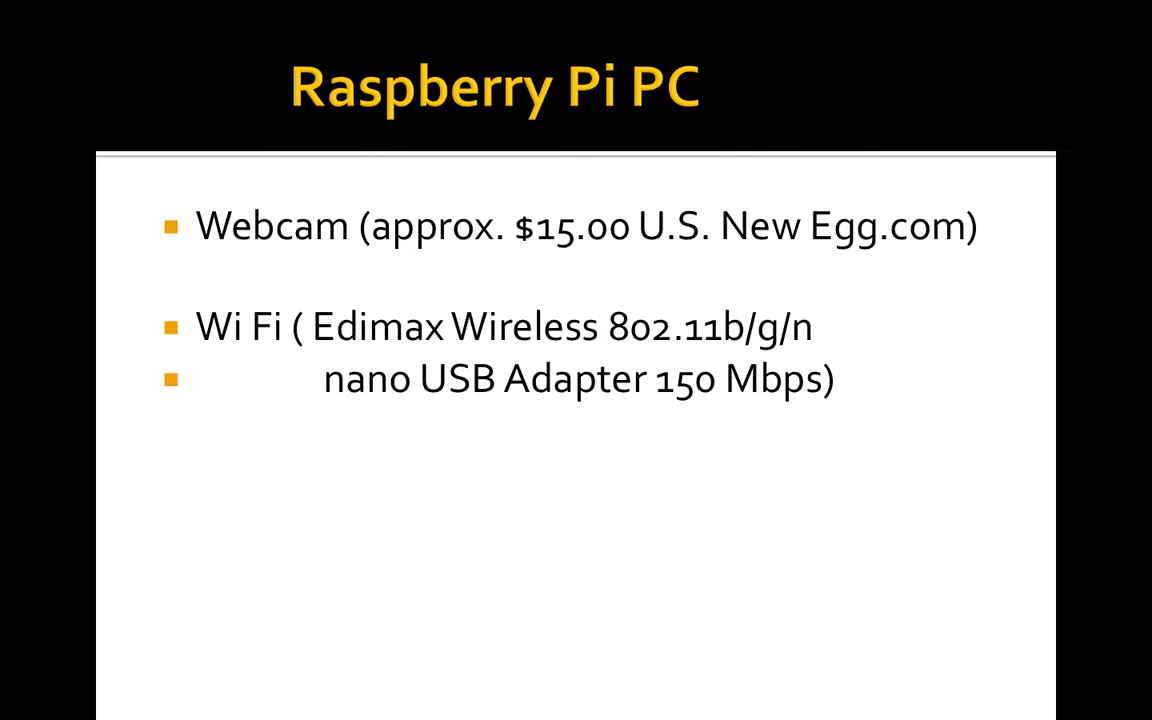 Raspberry Pi PC
Webcam (approx. $15.00 U.S. New Egg.com)
Wi Fi ( Edimax Wireless 802.11b/g/n
nano USB Adapter 150 Mbps)